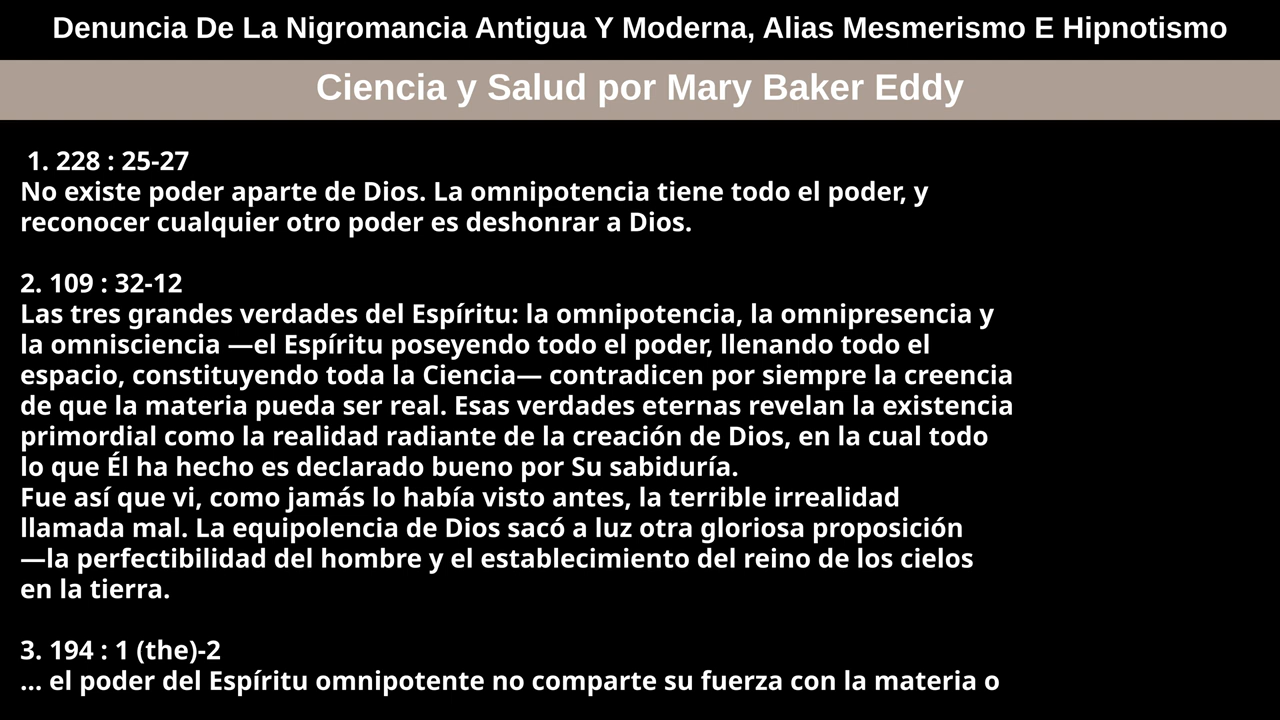 Denuncia De La Nigromancia Antigua Y Moderna, Alias Mesmerismo E Hipnotismo
Ciencia y Salud por Mary Baker Eddy
1. 228 : 25-27
No existe poder aparte de Dios. La omnipotencia tiene todo el poder, y
reconocer cualquier otro poder es deshonrar a Dios.
2. 109 : 32-12
Las tres grandes verdades del Espíritu: la omnipotencia, la omnipresencia y
la omnisciencia —el Espíritu poseyendo todo el poder, llenando todo el
espacio, constituyendo toda la Ciencia— contradicen por siempre la creencia
de que la materia pueda ser real. Esas verdades eternas revelan la existencia
primordial como la realidad radiante de la creación de Dios, en la cual todo
lo que Él ha hecho es declarado bueno por Su sabiduría.
Fue así que vi, como jamás lo había visto antes, la terrible irrealidad
llamada mal. La equipolencia de Dios sacó a luz otra gloriosa proposición
—la perfectibilidad del hombre y el establecimiento del reino de los cielos
en la tierra.
3. 194 : 1 (the)-2
... el poder del Espíritu omnipotente no comparte su fuerza con la materia o